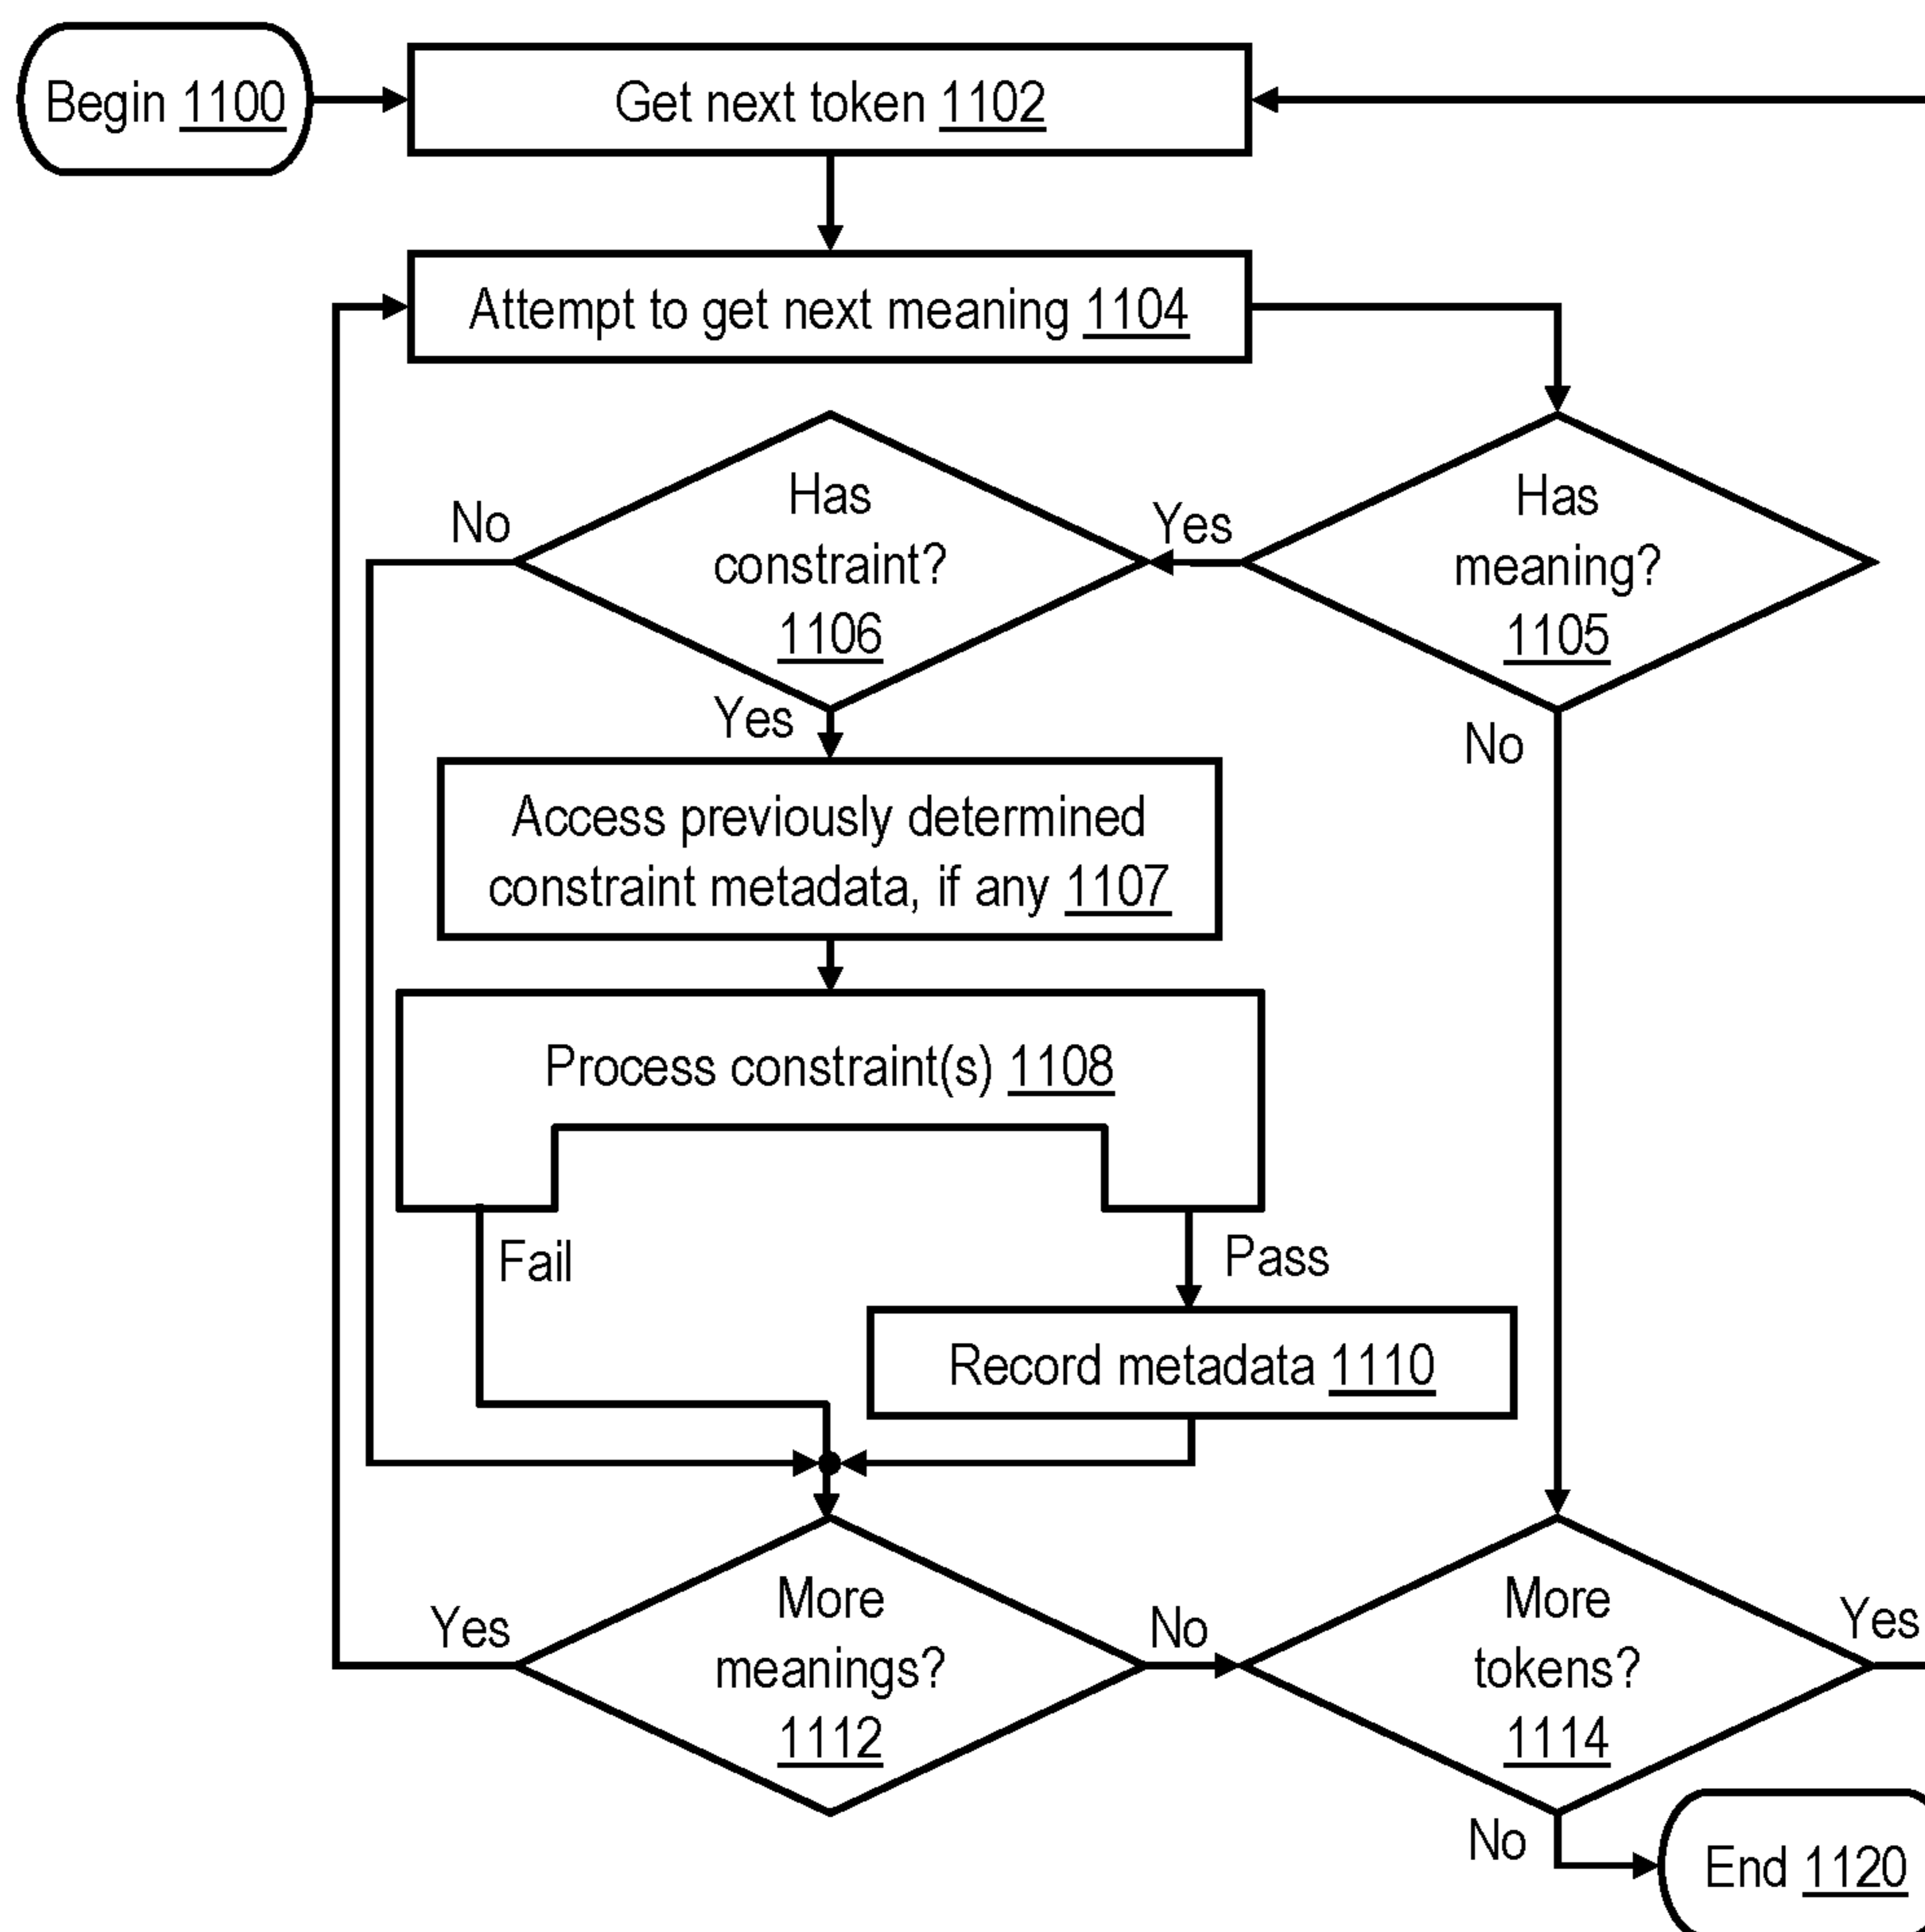 Begin 1100
Get next token 1102
Attempt to get next meaning 1104
No
Has
constraint?
1106
Yes
Has
meaning?
1105
Yes
No
Access previously determined
constraint metadata, if any 1107
Process constraint(s) 1108
Fail
Pass
Record metadata 1110
Yes
More
meanings?
1112
No
More
tokens?
1114
Yes
No
End 1120